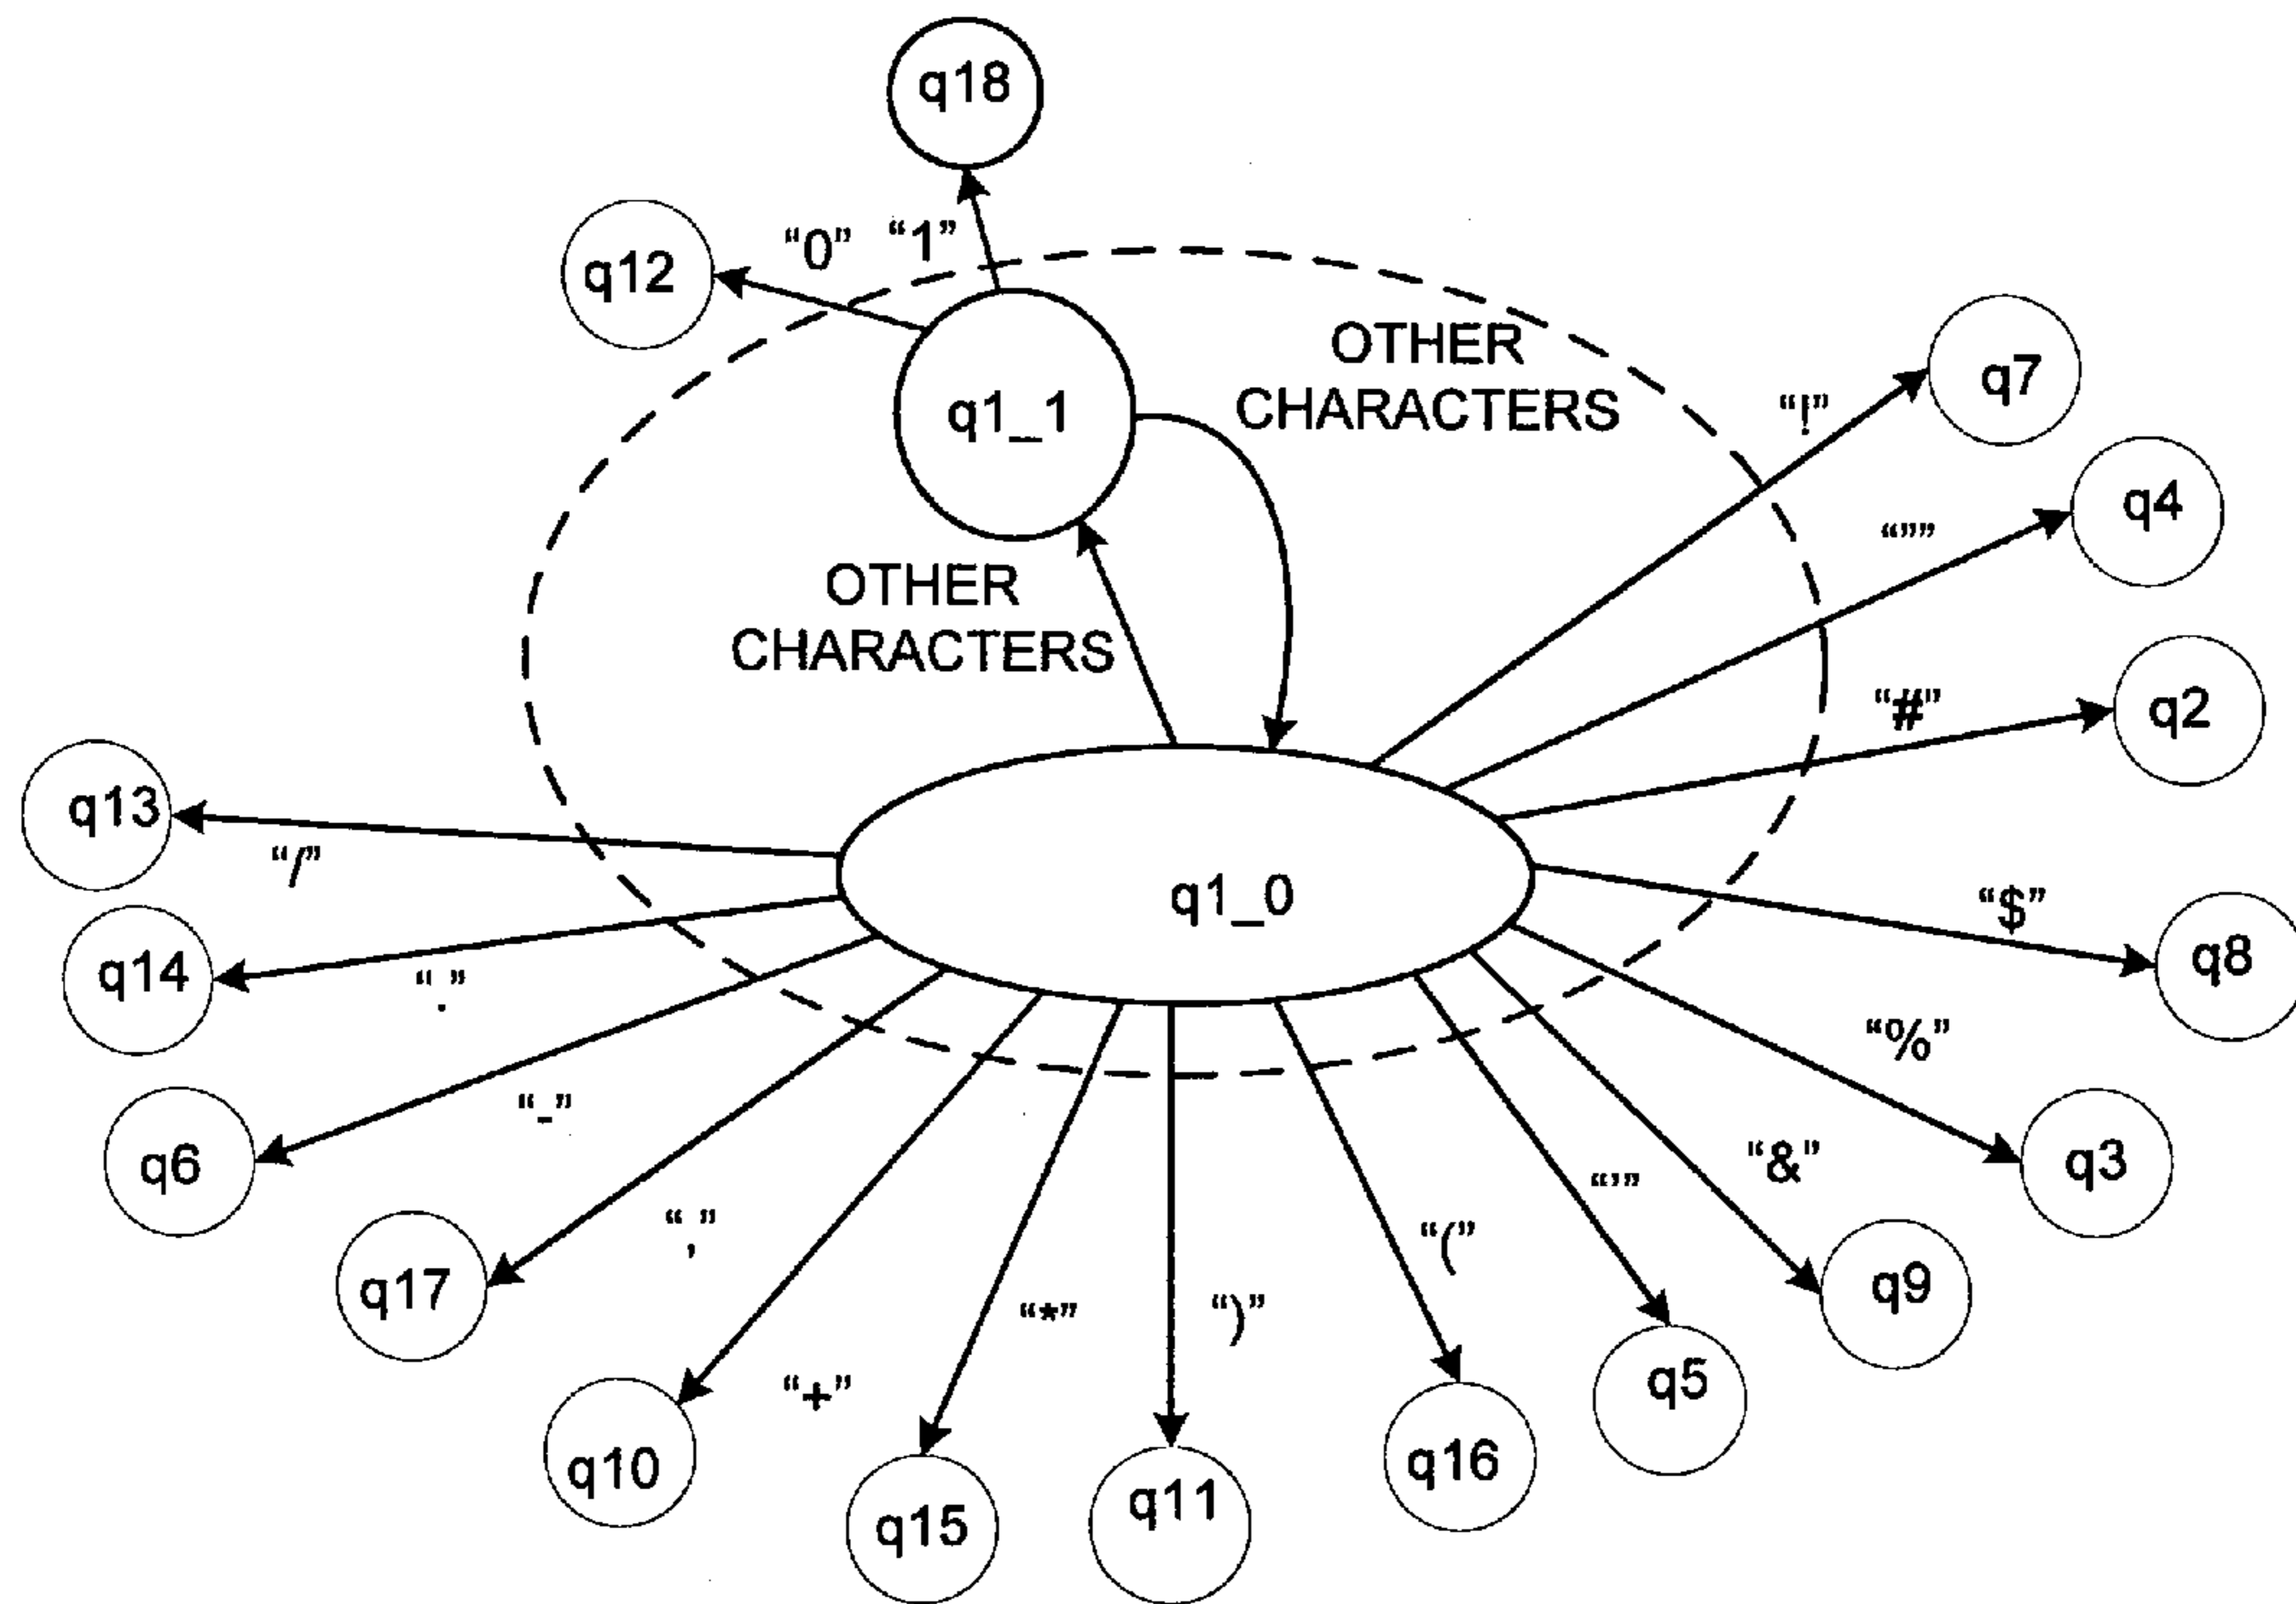 q18
“0” “1”
q12
OTHER
CHARACTERS
q1_1
q7
“!”
q4
“””
OTHER
CHARACTERS
“#”
q2
q13
“/”
q1_0
“$”
q8
q14
“.”
“%”
q6
“-”
“&”
q3
“’”
“,”
“(”
q17
q9
“*”
“)”
“+”
q5
q10
q16
q15
q11